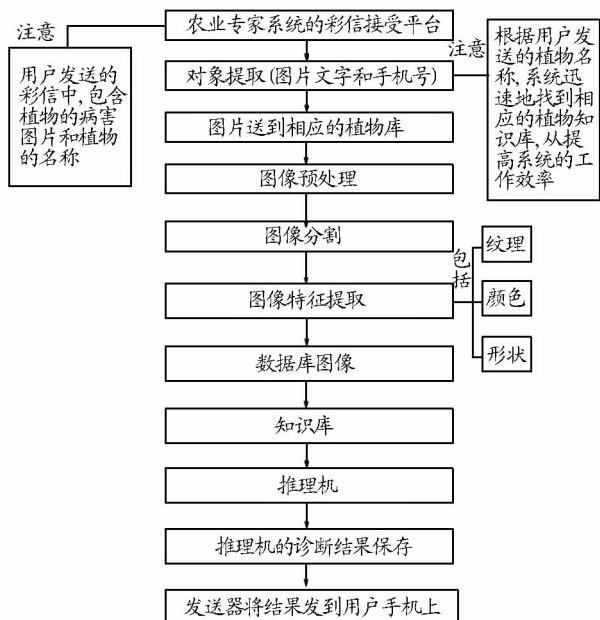 注意
农业专家系统的彩信接受平台
用户发送的
彩信中,包含
植物的病害
图片和植物
的名称
对象提取(图片文字和手机号)
注意
根据用户发
送的植物名
称,系统迅
速地找到相
应的植物知
识库,从提
高系统的工
作效率
图片送到相应的植物库
图像预处理
图像分割
图像特征提取
包括
纹理
颜色
形状
数据库图像
知识库
推理机
推理机的诊断结果保存
发送器将结果发到用户手机上